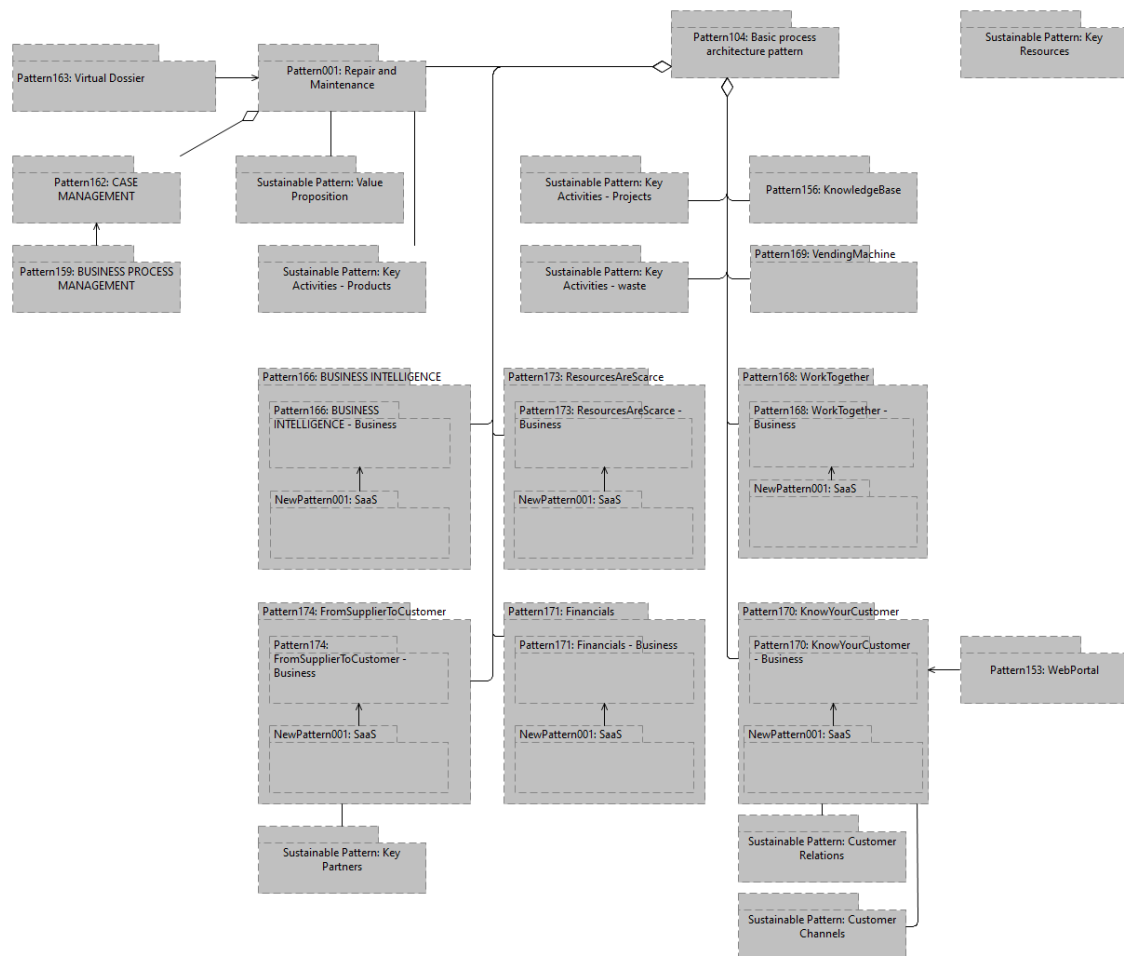 Pattern104: Basic process
architecture pattern
Sustainable Pattern: Key
Resources
Pattern163: Virtual Dossier
Pattern001: Repair and
Maintenance
Pattern162: CASE
MANAGEMENT
Sustainable Pattern: Value
Proposition
Sustainable Pattern: Key
Activities - Projects
Pattern156: KnowledgeBase
Pattern159: BUSINESS PROCESS
MANAGEMENT
Sustainable Pattern: Key
Activities - Products
Sustainable Pattern: Key
Activities - waste
Pattern169: VendingMachine
Pattern166: BUSINESS INTELLIGENCE
Pattern166: BUSINESS
INTELLIGENCE - Business
NewPattern001: SaaS
Pattern173: ResourcesAreScarce
Pattern173: ResourcesAreScarce -
Business
NewPattern001: SaaS
Pattern168: WorkTogether
Pattern168: WorkTogether -
Business
NewPattern001: SaaS
Pattern174: FromSupplierToCustomer
Pattern174:
FromSupplierToCustomer -
Business
NewPattern001: SaaS
Pattern171: Financials
Pattern171: Financials - Business
NewPattern001: SaaS
Pattern170: KnowYourCustomer
Pattern170: KnowYourCustomer
- Business
NewPattern001: SaaS
Pattern153: WebPortal
Sustainable Pattern: Key
Partners
Sustainable Pattern: Customer
Relations
Sustainable Pattern: Customer
Channels